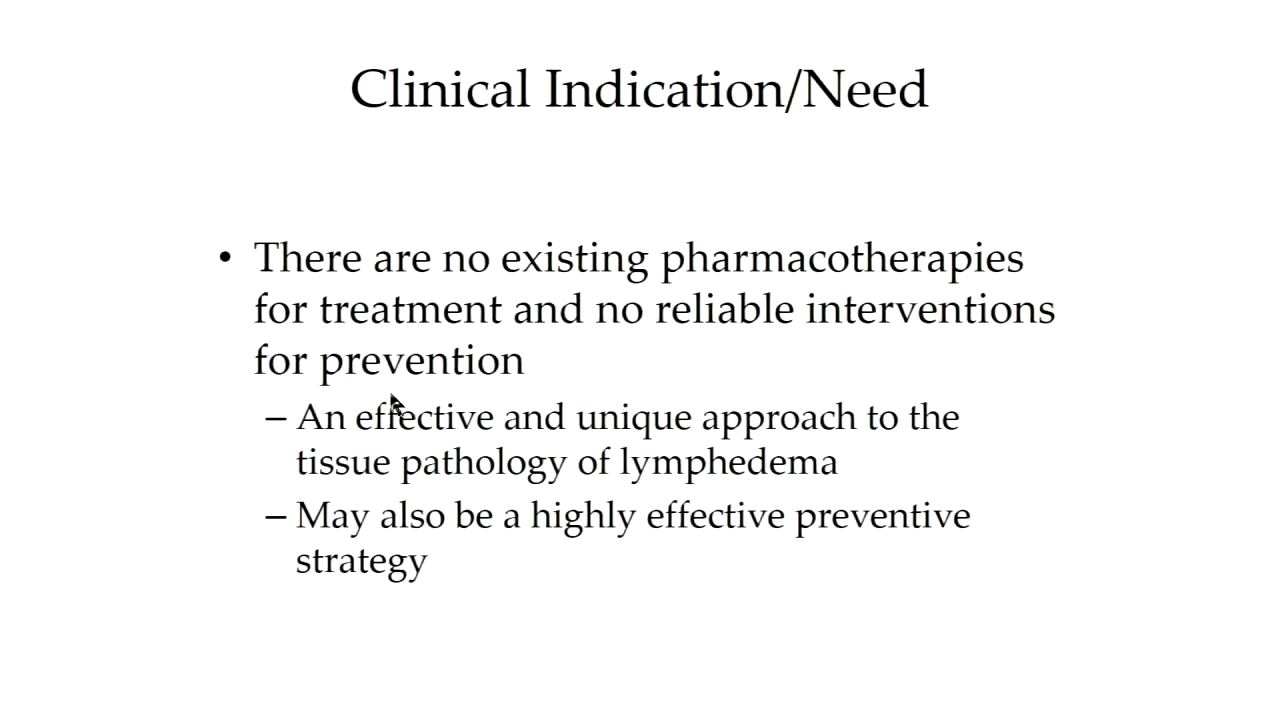 Clinical Indication/Need
• There are no existing pharmacotherapies
for treatment and no reliable interventions
for prevention
– An effective and unique approach to the
tissue pathology of lymphedema
– May also be a highly effective preventive
strategy